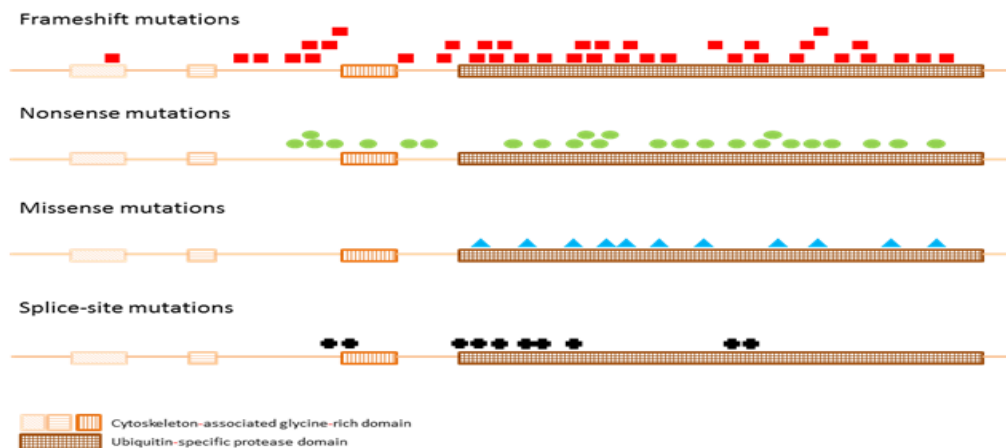 Frameshift mutations
Nonsense mutations
Missense mutations
Splice-site mutations
Cytoskeleton-associated glycine-rich domain
Ubiquitin-specific protease domain